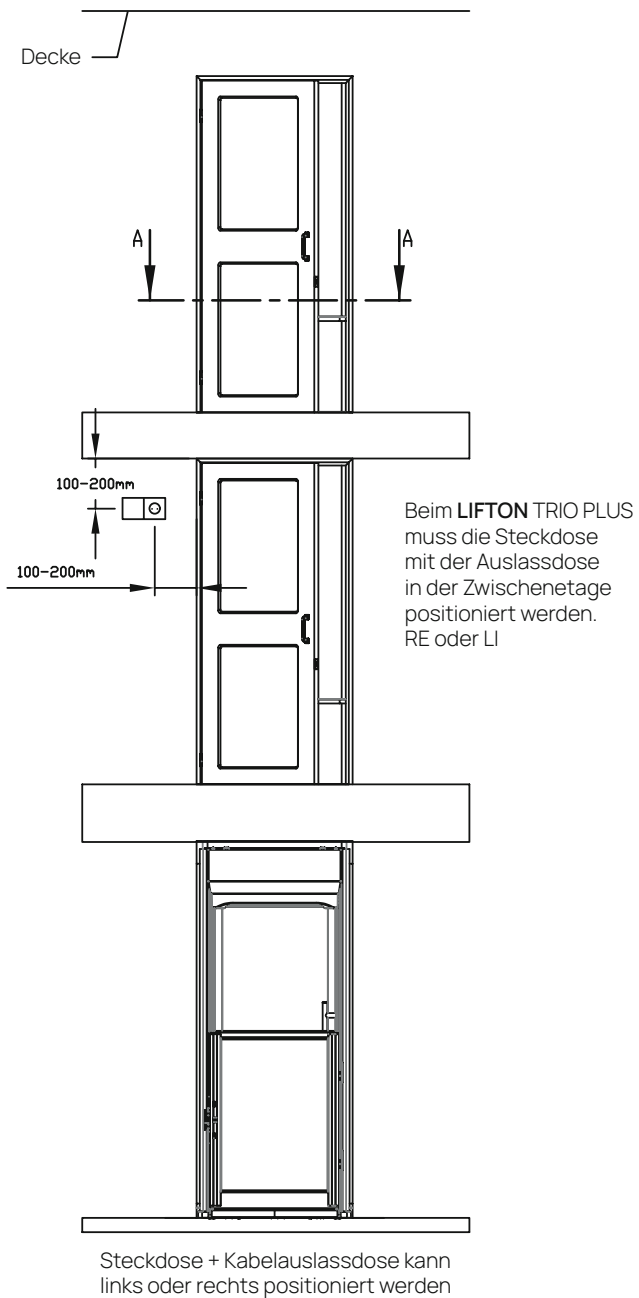 Decke
A A
100-200mm
100-200mm
Beim LIFTON TRIO PLUS
muss die Steckdose
mit der Auslassdose
in der Zwischenetage
positioniert werden.
RE oder LI
Steckdose + Kabelauslassdose kann
links oder rechts positioniert werden